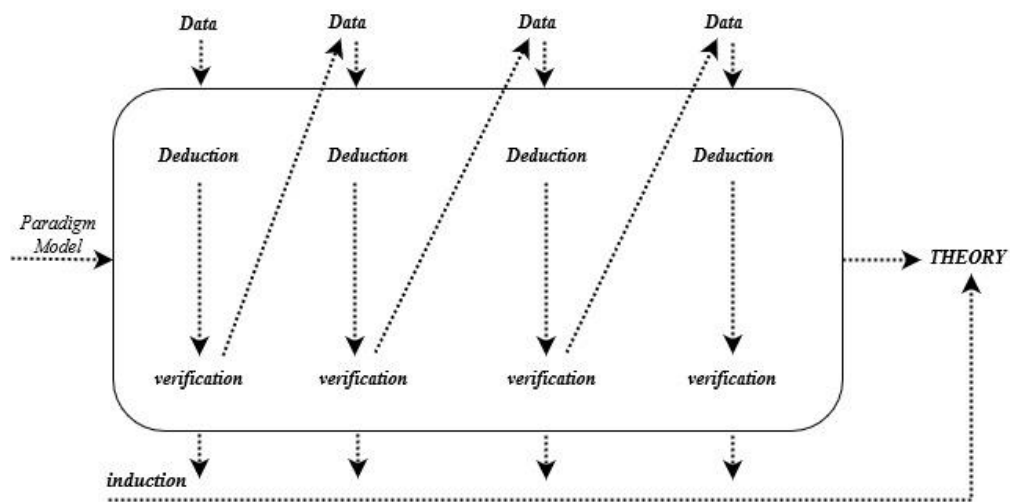 Data Data Data Data
Deduction Deduction Deduction Deduction
Paradigm
Model
THEORY
verification verification verification verification
induction